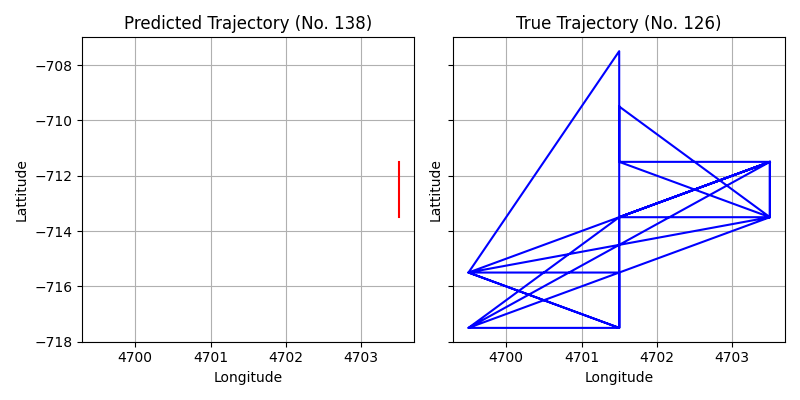 Predicted Trajectory (No. 138)
True Trajectory (No. 126)
−708
−710
−712
−714
−716
−718
Lattitude
Lattitude
4700 4701 4702 4703
4700 4701 4702 4703
Longitude
Longitude